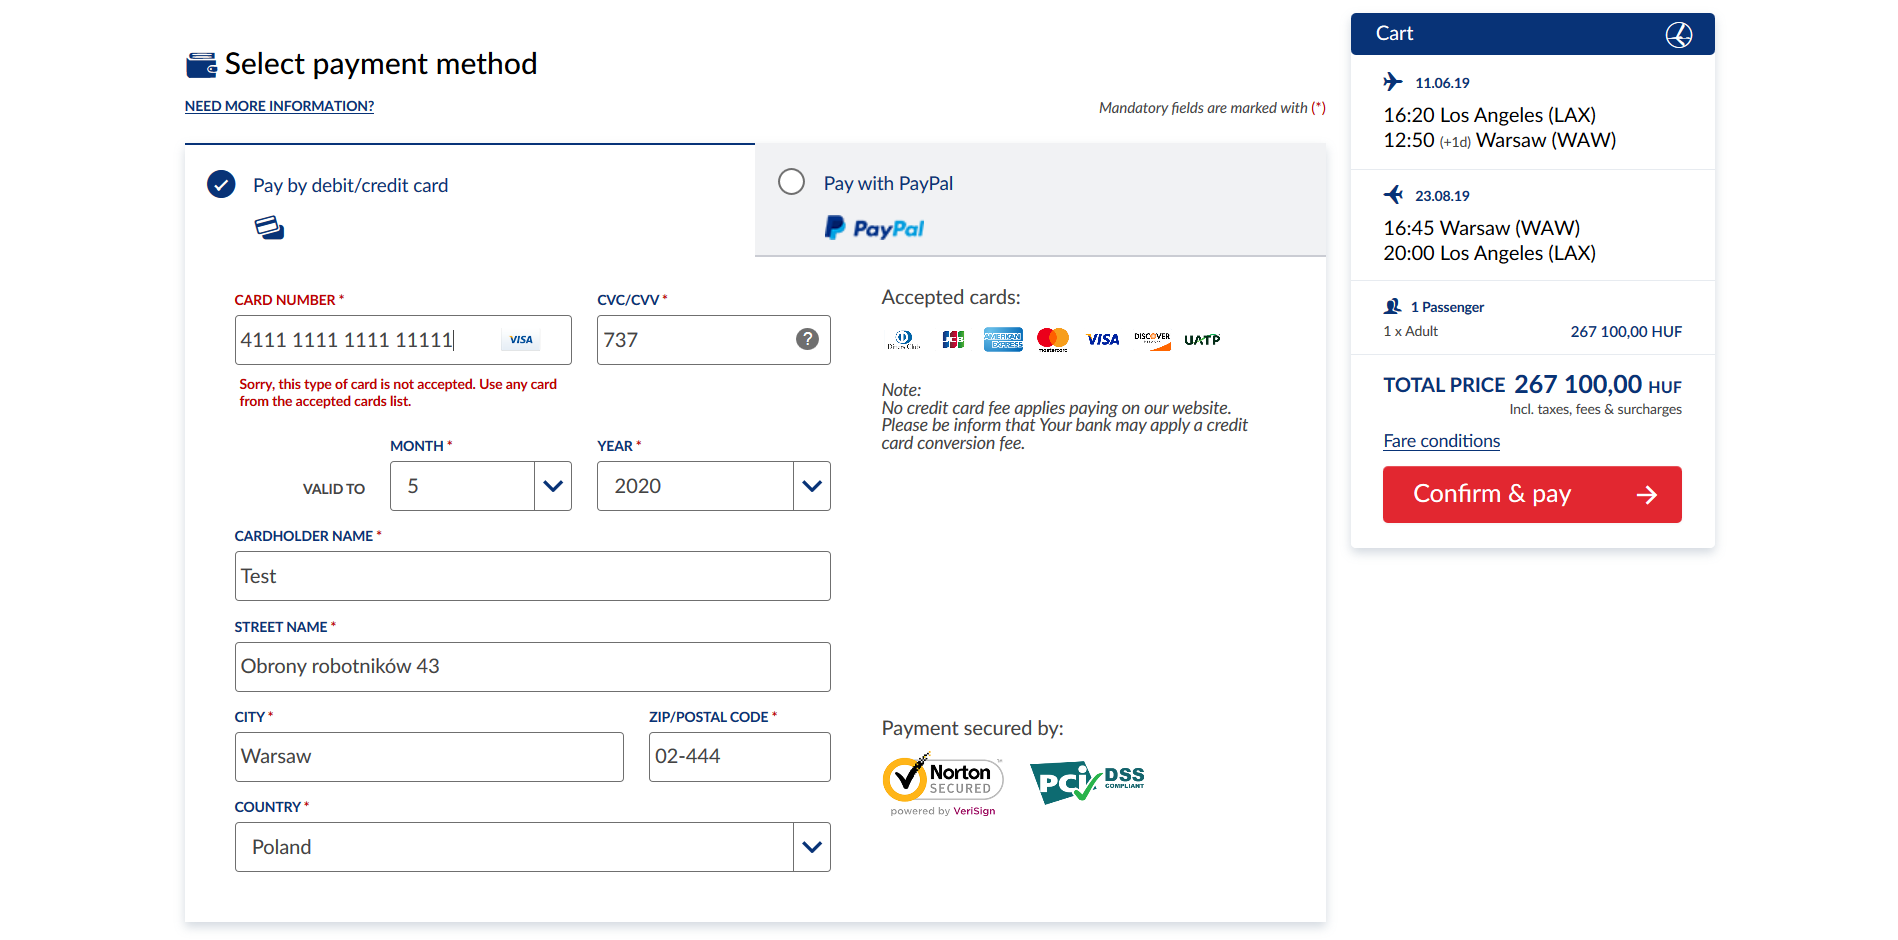 Select payment method
NEED MORE INFORMATION?
Mandatory fields are marked with (*)
Pay by debit/credit card
Pay with PayPal
PayPal
CARD NUMBER *
4111 1111 1111 11111
VISA
Sorry, this type of card is not accepted. Use any card
from the accepted cards list.
CVC/CVV *
737
?
MONTH *
YEAR *
VALID TO
5
2020
CARDHOLDER NAME *
Test
STREET NAME *
Obrony robotników 43
CITY *
ZIP/POSTAL CODE *
Warsaw
02-444
COUNTRY *
Poland
Accepted cards:
Diners Club
JCB
AMERICAN
EXPRESS
mastercard
VISA
DISCOVER
UATP
Note:
No credit card fee applies paying on our website.
Please be inform that Your bank may apply a credit
card conversion fee.
Payment secured by:
Norton
SECURED
powered by VeriSign
PCI DSS
COMPLIANT
Cart
11.06.19
16:20 Los Angeles (LAX)
12:50 (+1d) Warsaw (WAW)
23.08.19
16:45 Warsaw (WAW)
20:00 Los Angeles (LAX)
1 Passenger
1 x Adult 267 100,00 HUF
TOTAL PRICE 267 100,00 HUF
Incl. taxes, fees & surcharges
Fare conditions
Confirm & pay